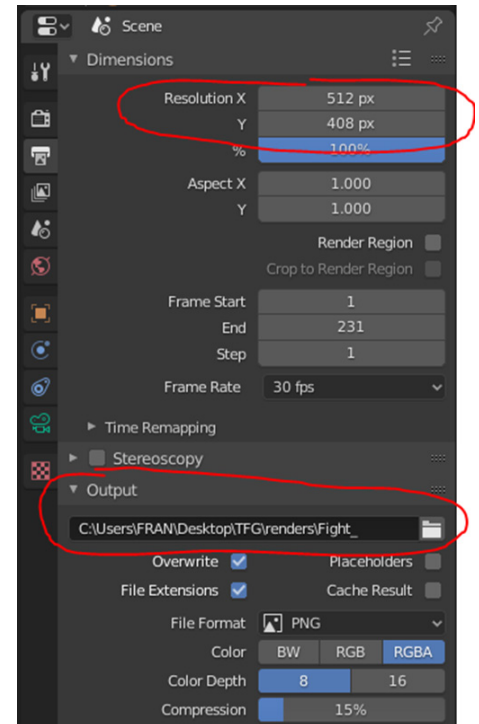 Scene
Dimensions
Resolution X 512 px
Y 408 px
% 100%
Aspect X 1.000
Y 1.000
Render Region
Crop to Render Region
Frame Start 1
End 231
Step 1
Frame Rate 30 fps
Time Remapping
Stereoscopy
Output
C:\Users\FRAN\Desktop\TFG\renders\Fight_
Overwrite Placeholders
File Extensions Cache Result
File Format PNG
Color BW RGB RGBA
Color Depth 8 16
Compression 15%